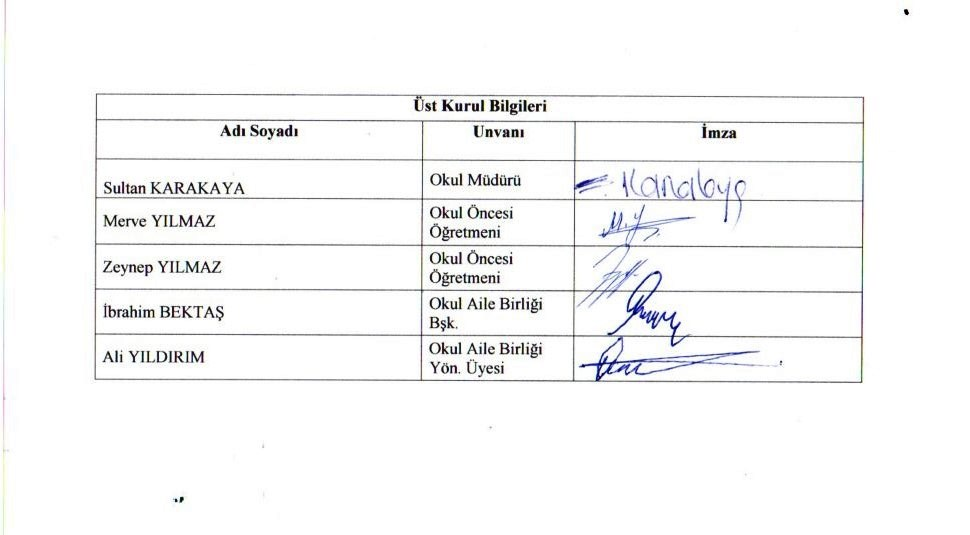 Üst Kurul Bilgileri
Adı Soyadı Unvanı İmza
Sultan KARAKAYA Okul Müdürü Karakaya
Merve YILMAZ Okul Öncesi
Öğretmeni
Zeynep YILMAZ Okul Öncesi
Öğretmeni
İbrahim BEKTAŞ Okul Aile Birliği
Bşk.
Ali YILDIRIM Okul Aile Birliği
Yön. Üyesi